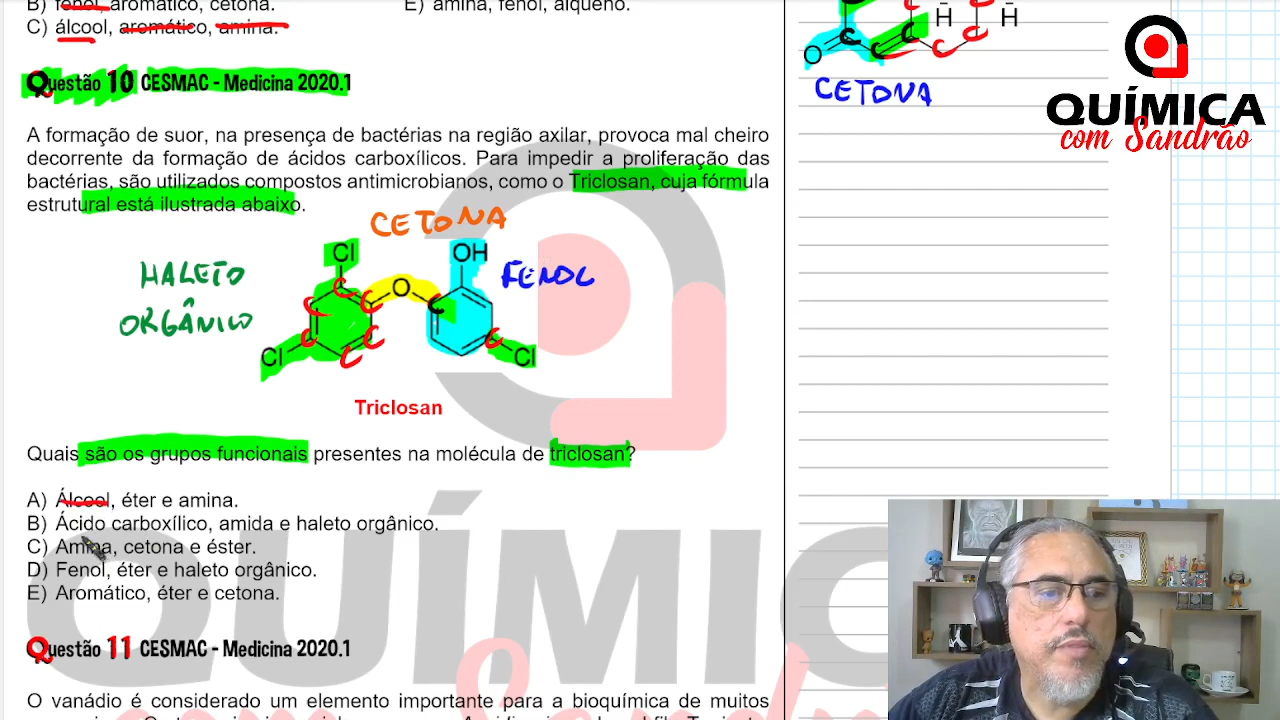 B) fenol, aromático, cetona.
E) amina, fenol, alqueno.
C) álcool, aromático, amina.
Questão 10 CESMAC - Medicina 2020.1
A formação de suor, na presença de bactérias na região axilar, provoca mal cheiro
decorrente da formação de ácidos carboxílicos. Para impedir a proliferação das
bactérias, são utilizados compostos antimicrobianos, como o Triclosan, cuja fórmula
estrutural está ilustrada abaixo.
CETONA
HALETO
ORGÂNICO
Cl
OH
FENOL
O
C C C C C C C C
Cl
Cl
Triclosan
Quais são os grupos funcionais presentes na molécula de triclosan?
A) Álcool, éter e amina.
B) Ácido carboxílico, amida e haleto orgânico.
C) Amina, cetona e éster.
D) Fenol, éter e haleto orgânico.
E) Aromático, éter e cetona.
Questão 11 CESMAC - Medicina 2020.1
O vanádio é considerado um elemento importante para a bioquímica de muitos
H H
O
C C C C C
CETONA
QUÍMICA
com Sandrão
QUÍMIC